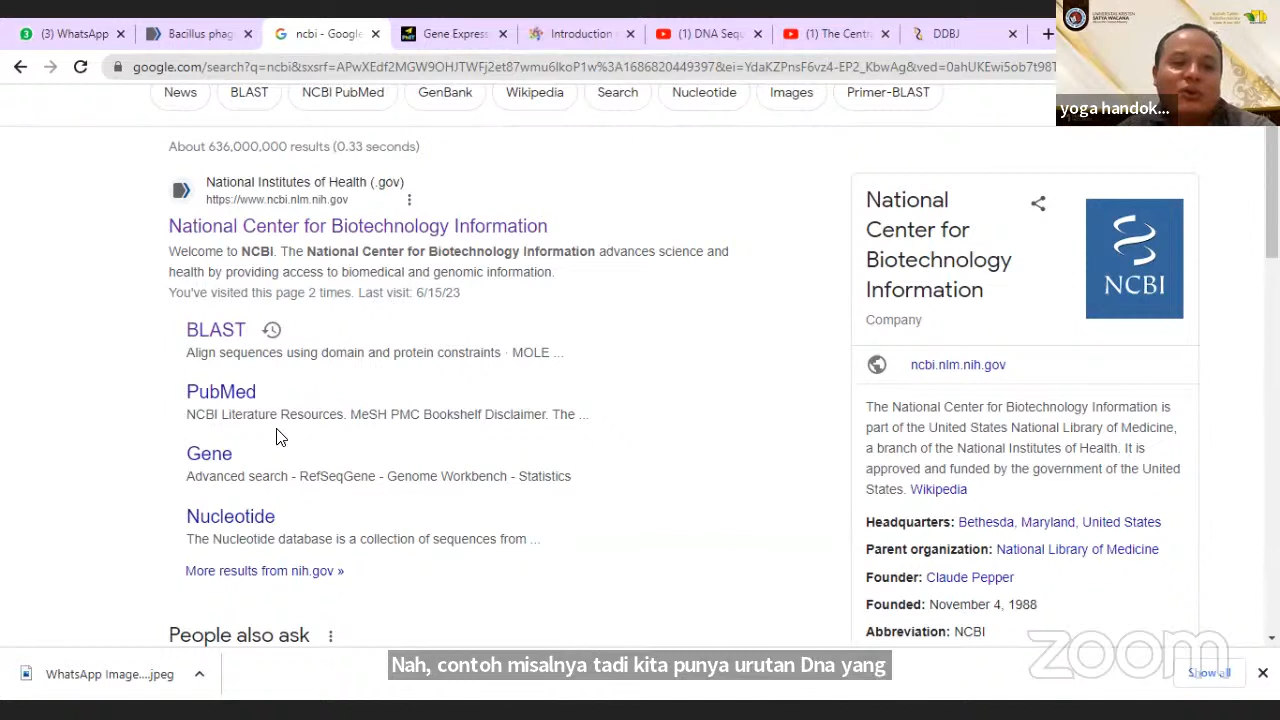 (3) WhatsApp
Bacillus phag
ncbi - Google
Gene Express
Introduction
(1) DNA Sequ
(1) The Centra
DDBJ
UNIVERSITAS KRISTEN
SATYA WACANA
google.com/search?q=ncbi&sxsrf=APwXEdf2MGW9OHJTWFj2et87wmu6IkoP1w%3A1686820449397&ei=YdaKZPnsF6vz4-EP2_KbwAg&ved=0ahUKEwi5ob7t98T
yoga handok...
News
BLAST
NCBI PubMed
GenBank
Wikipedia
Search
Nucleotide
Images
Primer-BLAST
About 636,000,000 results (0.33 seconds)
National Institutes of Health (.gov)
https://www.ncbi.nlm.nih.gov
National Center for Biotechnology Information
Welcome to NCBI. The National Center for Biotechnology Information advances science and
health by providing access to biomedical and genomic information.
You've visited this page 2 times. Last visit: 6/15/23
BLAST
Align sequences using domain and protein constraints · MOLE ...
PubMed
NCBI Literature Resources. MeSH PMC Bookshelf Disclaimer. The ...
Gene
Advanced search - RefSeqGene - Genome Workbench - Statistics
Nucleotide
The Nucleotide database is a collection of sequences from ...
More results from nih.gov »
People also ask
National
Center for
Biotechnology
Information
Company
NCBI
ncbi.nlm.nih.gov
The National Center for Biotechnology Information is
part of the United States National Library of Medicine,
a branch of the National Institutes of Health. It is
approved and funded by the government of the United
States. Wikipedia
Headquarters: Bethesda, Maryland, United States
Parent organization: National Library of Medicine
Founder: Claude Pepper
Founded: November 4, 1988
Abbreviation: NCBI
zoom
WhatsApp Image....jpeg
Nah, contoh misalnya tadi kita punya urutan Dna yang
Show all